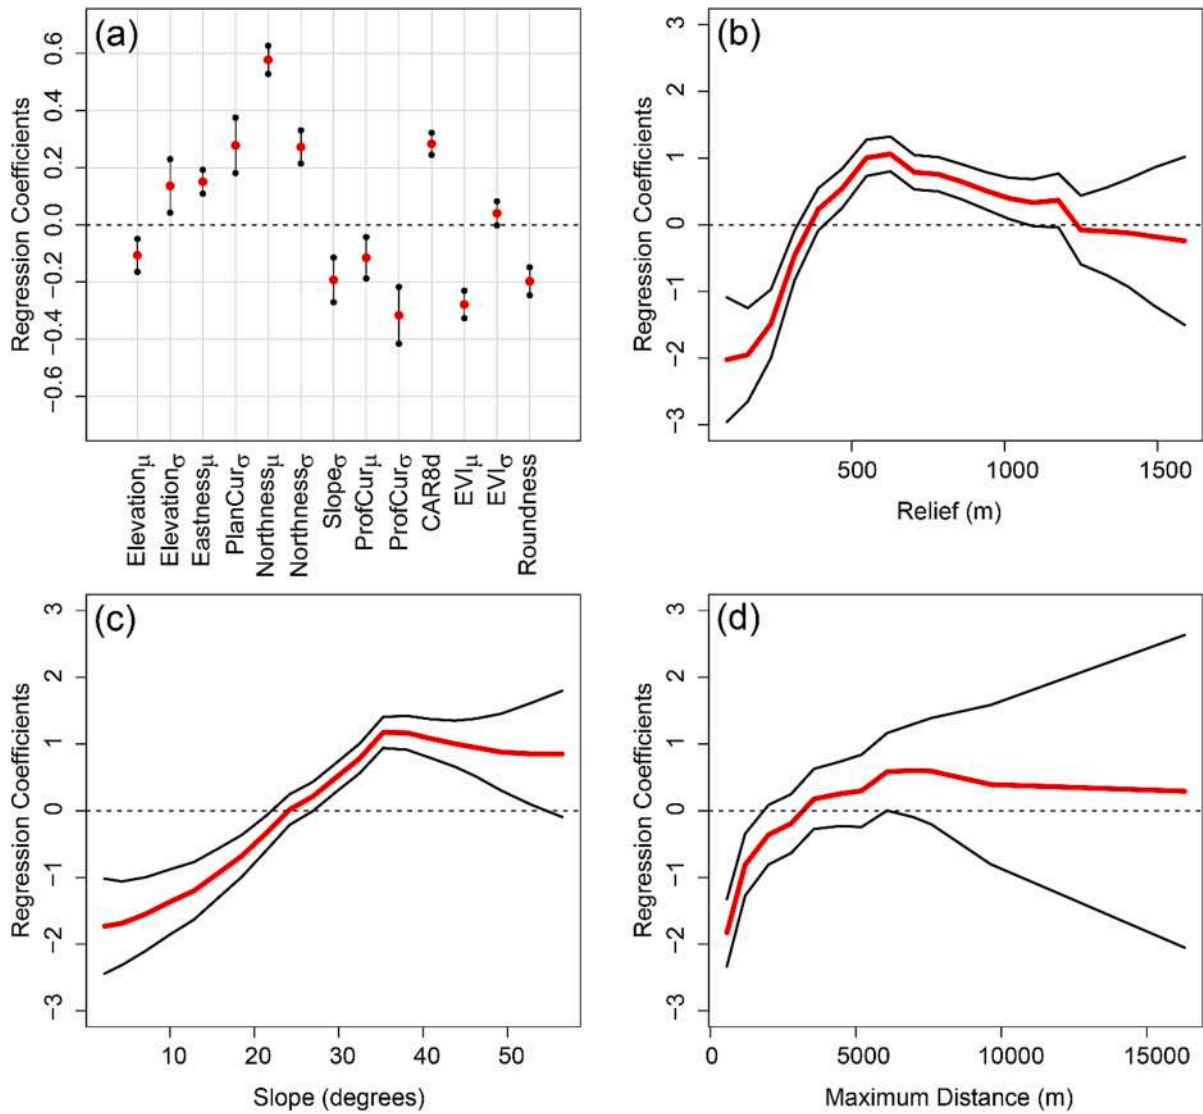 (a)
Regression Coefficients
0.6
0.4
0.2
0.0
−0.2
−0.4
−0.6
Elevationμ
Elevationσ
Eastnessμ
PlanCurσ
Northnessμ
Northnessσ
Slopeσ
ProfCurμ
ProfCurσ
CAR8d
EVIμ
EVIσ
Roundness
(b)
Regression Coefficients
3
2
1
0
−1
−2
−3
500 1000 1500
Relief (m)
(c)
Regression Coefficients
3
2
1
0
−1
−2
−3
10 20 30 40 50
Slope (degrees)
(d)
Regression Coefficients
3
2
1
0
−1
−2
−3
0 5000 10000 15000
Maximum Distance (m)